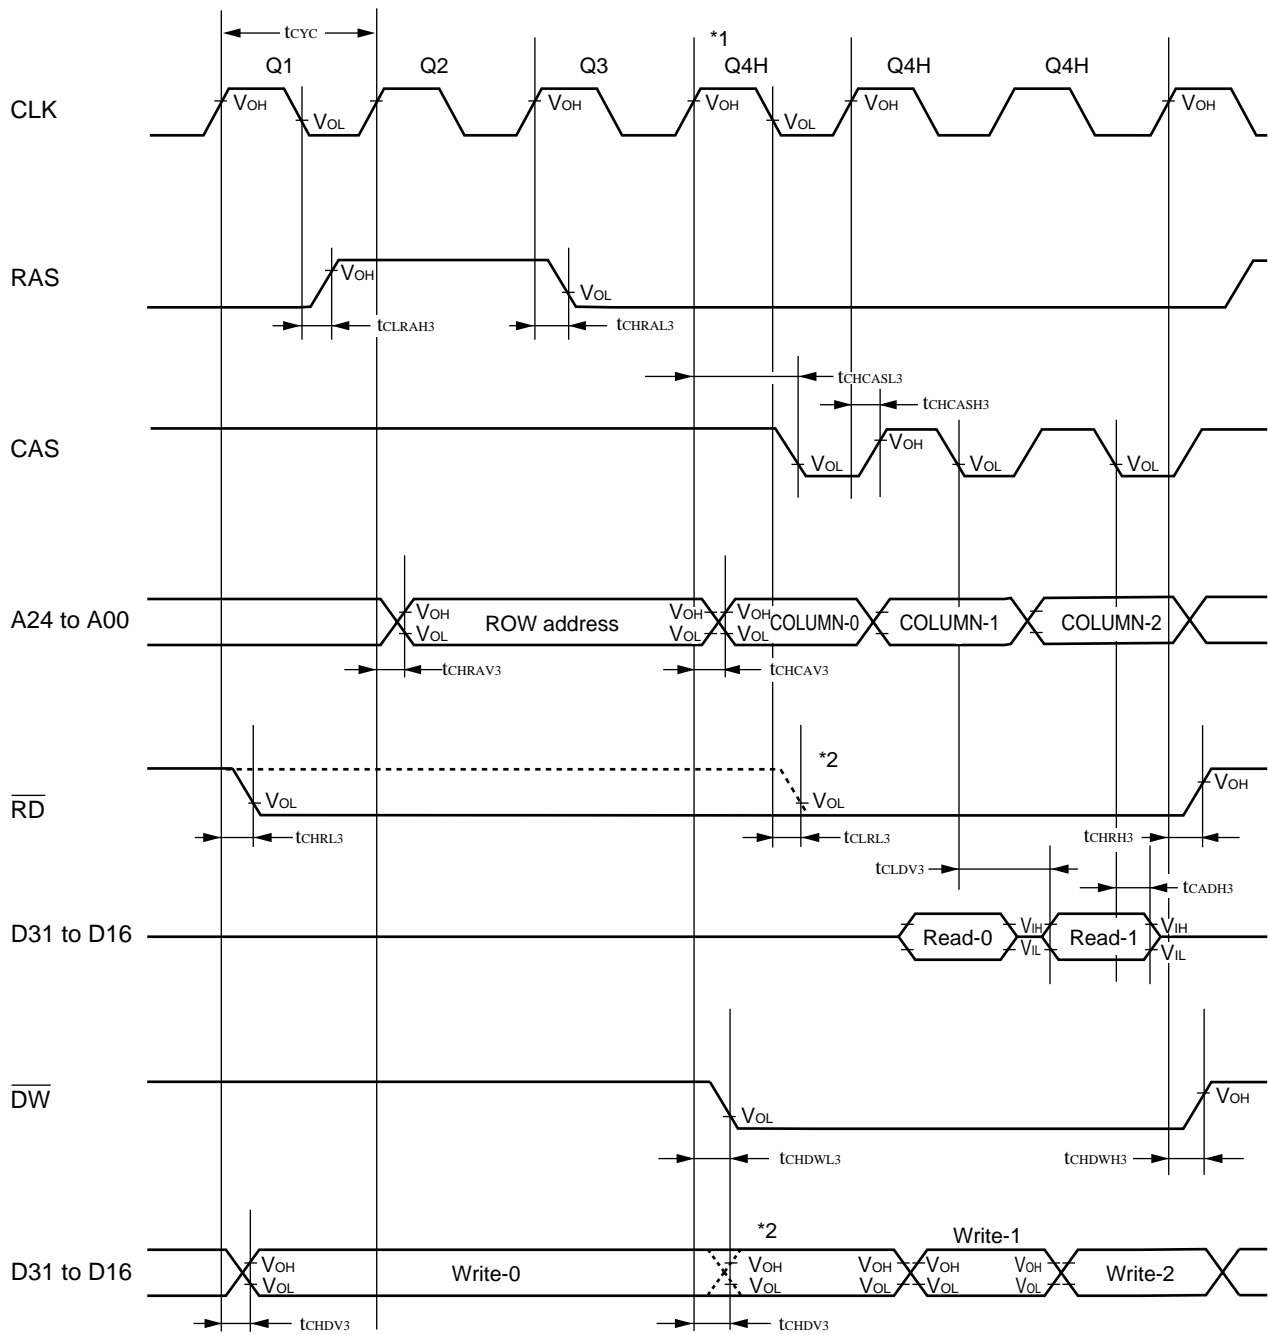 tCYC
*1
Q1 Q2 Q3 Q4H Q4H Q4H
CLK
VOH VOL VOH VOH VOL VOH VOH
RAS
VOH VOL
tCLRAH3 tCHRAL3
tCHCASL3
tCHCASH3
CAS
VOL VOH VOL VOL
A24 to A00
VOH VOL ROW address VOH VOL VOH VOL COLUMN-0 COLUMN-1 COLUMN-2
tCHRAV3 tCHCAV3
*2
RD
VOL VOL VOH
tCHRL3 tCLRL3 tCHRH3
tCLDV3 tCADH3
D31 to D16
Read-0 VIH VIL Read-1 VIH VIL
DW
VOL VOH
tCHDWL3 tCHDWH3
*2 Write-1
D31 to D16
VOH VOL Write-0 VOH VOL VOH VOL VOH VOL VOH VOL Write-2
tCHDV3 tCHDV3